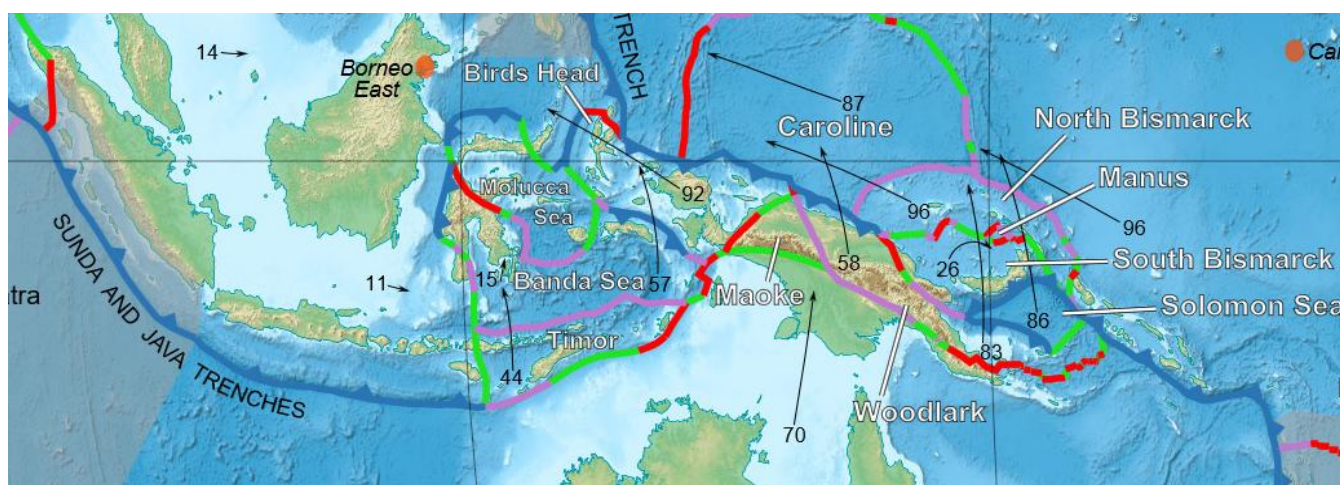 14
Borneo
East
Birds Head
TRENCH
87
Caroline
North Bismarck
Manus
Molucca
Sea
92
96
96
SUNDA AND JAVA TRENCHES
atra
11
15
Banda Sea
57
Maoke
58
26
South Bismarck
Solomon Sea
Timor
44
86
83
70
Woodlark
Car